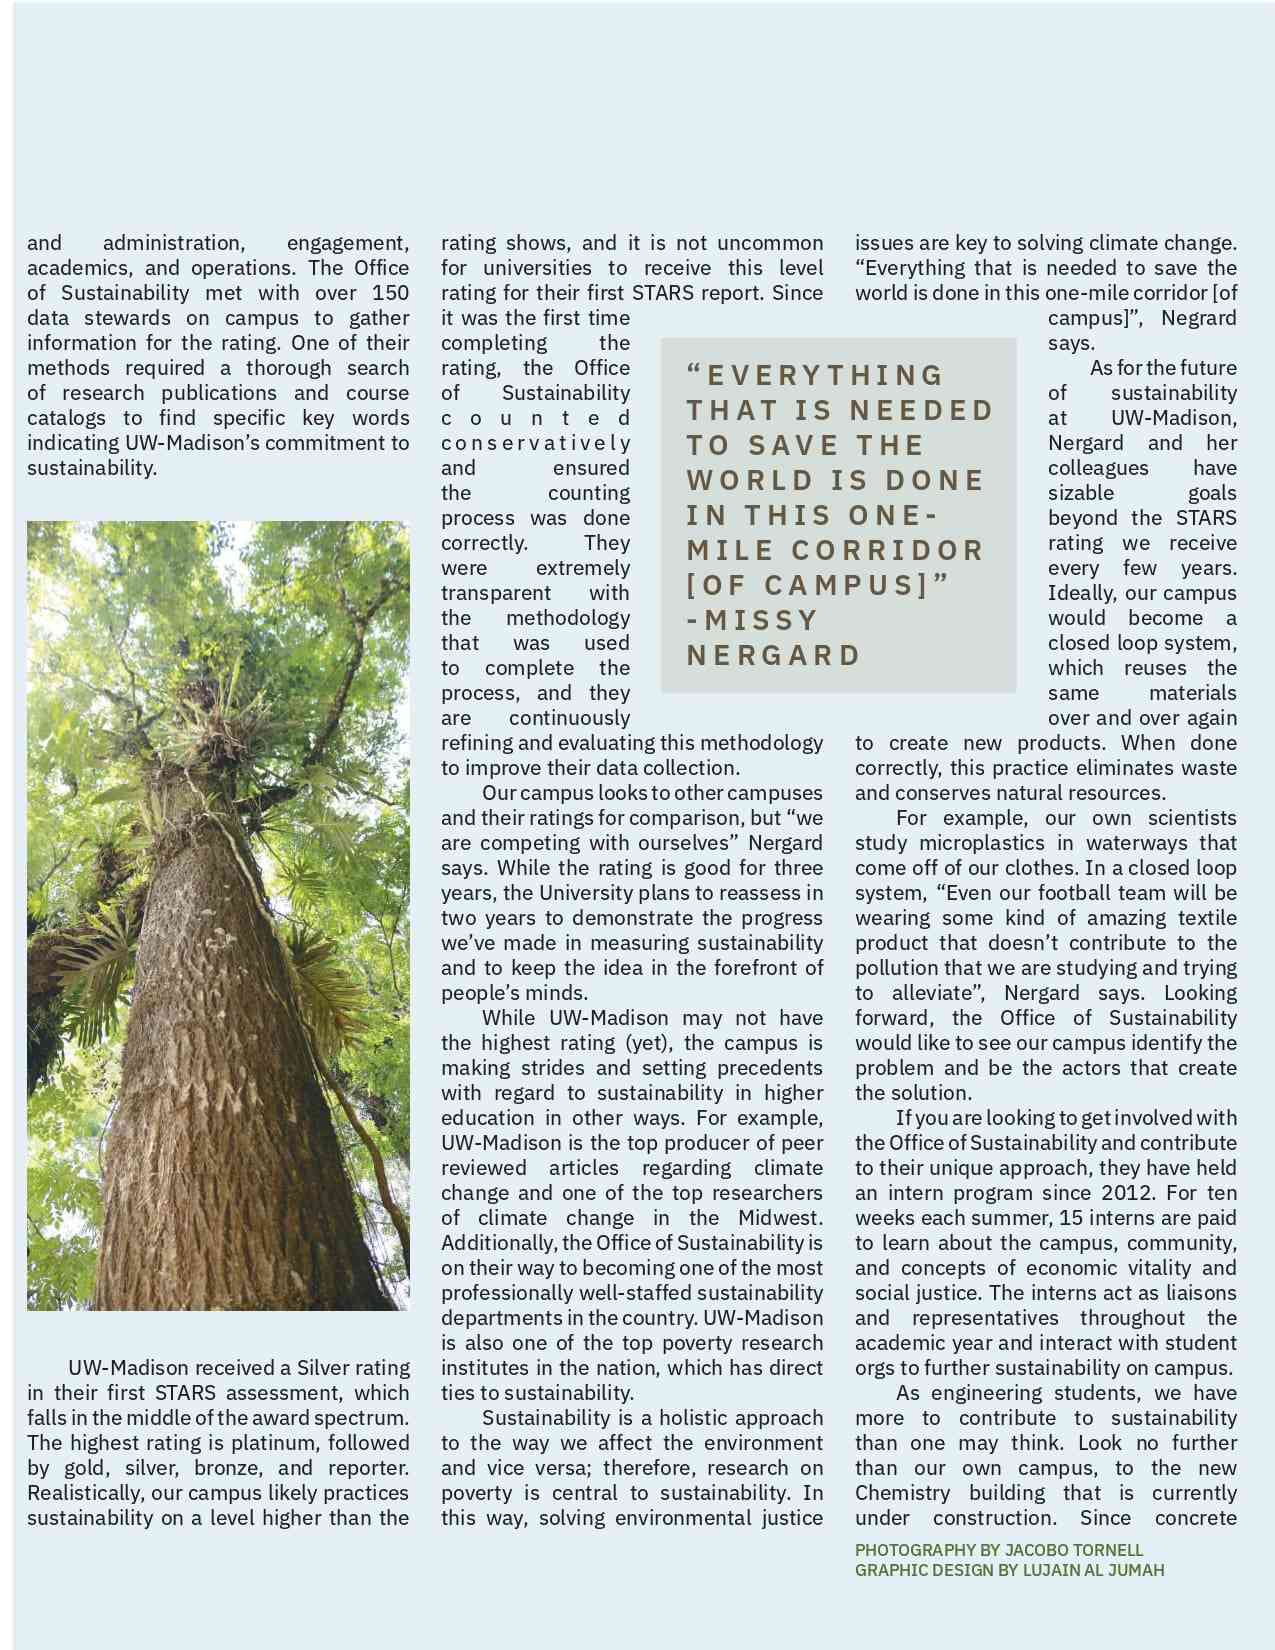 and administration, engagement,
academics, and operations. The Office
of Sustainability met with over 150
data stewards on campus to gather
information for the rating. One of their
methods required a thorough search
of research publications and course
catalogs to find specific key words
indicating UW-Madison’s commitment to
sustainability.
UW-Madison received a Silver rating
in their first STARS assessment, which
falls in the middle of the award spectrum.
The highest rating is platinum, followed
by gold, silver, bronze, and reporter.
Realistically, our campus likely practices
sustainability on a level higher than the
rating shows, and it is not uncommon
for universities to receive this level
rating for their first STARS report. Since
it was the first time
completing the
rating, the Office
of Sustainability
counted
conservatively
and ensured
the counting
process was done
correctly. They
were extremely
transparent with
the methodology
that was used
to complete the
process, and they
are continuously
refining and evaluating this methodology
to improve their data collection.
Our campus looks to other campuses
and their ratings for comparison, but “we
are competing with ourselves” Nergard
says. While the rating is good for three
years, the University plans to reassess in
two years to demonstrate the progress
we’ve made in measuring sustainability
and to keep the idea in the forefront of
people’s minds.
While UW-Madison may not have
the highest rating (yet), the campus is
making strides and setting precedents
with regard to sustainability in higher
education in other ways. For example,
UW-Madison is the top producer of peer
reviewed articles regarding climate
change and one of the top researchers
of climate change in the Midwest.
Additionally, the Office of Sustainability is
on their way to becoming one of the most
professionally well-staffed sustainability
departments in the country. UW-Madison
is also one of the top poverty research
institutes in the nation, which has direct
ties to sustainability.
Sustainability is a holistic approach
to the way we affect the environment
and vice versa; therefore, research on
poverty is central to sustainability. In
this way, solving environmental justice
“EVERYTHING
THAT IS NEEDED
TO SAVE THE
WORLD IS DONE
IN THIS ONE-
MILE CORRIDOR
[OF CAMPUS]”
-MISSY
NERGARD
issues are key to solving climate change.
“Everything that is needed to save the
world is done in this one-mile corridor [of
campus]”, Negrard
says.
As for the future
of sustainability
at UW-Madison,
Nergard and her
colleagues have
sizable goals
beyond the STARS
rating we receive
every few years.
Ideally, our campus
would become a
closed loop system,
which reuses the
same materials
over and over again
to create new products. When done
correctly, this practice eliminates waste
and conserves natural resources.
For example, our own scientists
study microplastics in waterways that
come off of our clothes. In a closed loop
system, “Even our football team will be
wearing some kind of amazing textile
product that doesn’t contribute to the
pollution that we are studying and trying
to alleviate”, Nergard says. Looking
forward, the Office of Sustainability
would like to see our campus identify the
problem and be the actors that create
the solution.
If you are looking to get involved with
the Office of Sustainability and contribute
to their unique approach, they have held
an intern program since 2012. For ten
weeks each summer, 15 interns are paid
to learn about the campus, community,
and concepts of economic vitality and
social justice. The interns act as liaisons
and representatives throughout the
academic year and interact with student
orgs to further sustainability on campus.
As engineering students, we have
more to contribute to sustainability
than one may think. Look no further
than our own campus, to the new
Chemistry building that is currently
under construction. Since concrete
PHOTOGRAPHY BY JACOBO TORNELL
GRAPHIC DESIGN BY LUJAIN AL JUMAH